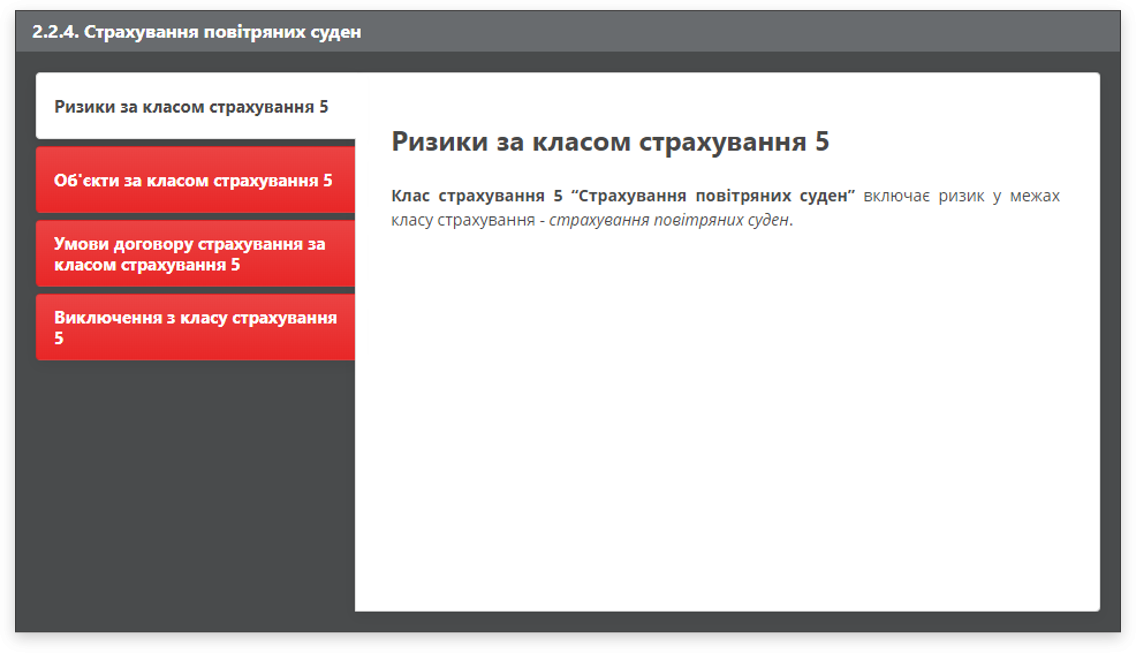 2.2.4. Страхування повітряних суден
Ризики за класом страхування 5
Об'єкти за класом страхування 5
Умови договору страхування за
класом страхування 5
Виключення з класу страхування
5
Ризики за класом страхування 5
Клас страхування 5 “Страхування повітряних суден” включає ризик у межах
класу страхування - страхування повітряних суден.